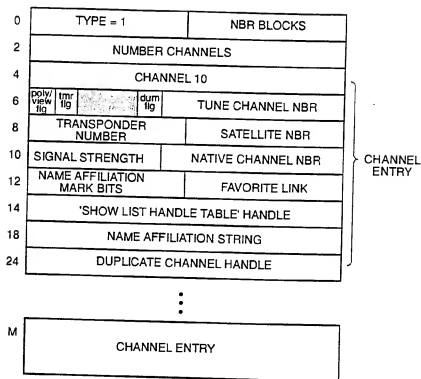 0 TYPE = 1 NBR BLOCKS
2 NUMBER CHANNELS
4 CHANNEL 10
6 poly/ view flg tmr flg dum flg TUNE CHANNEL NBR
8 TRANSPONDER NUMBER SATELLITE NBR
10 SIGNAL STRENGTH NATIVE CHANNEL NBR
12 NAME AFFILIATION MARK BITS FAVORITE LINK
14 'SHOW LIST HANDLE TABLE' HANDLE
18 NAME AFFILIATION STRING
24 DUPLICATE CHANNEL HANDLE
CHANNEL ENTRY
M CHANNEL ENTRY